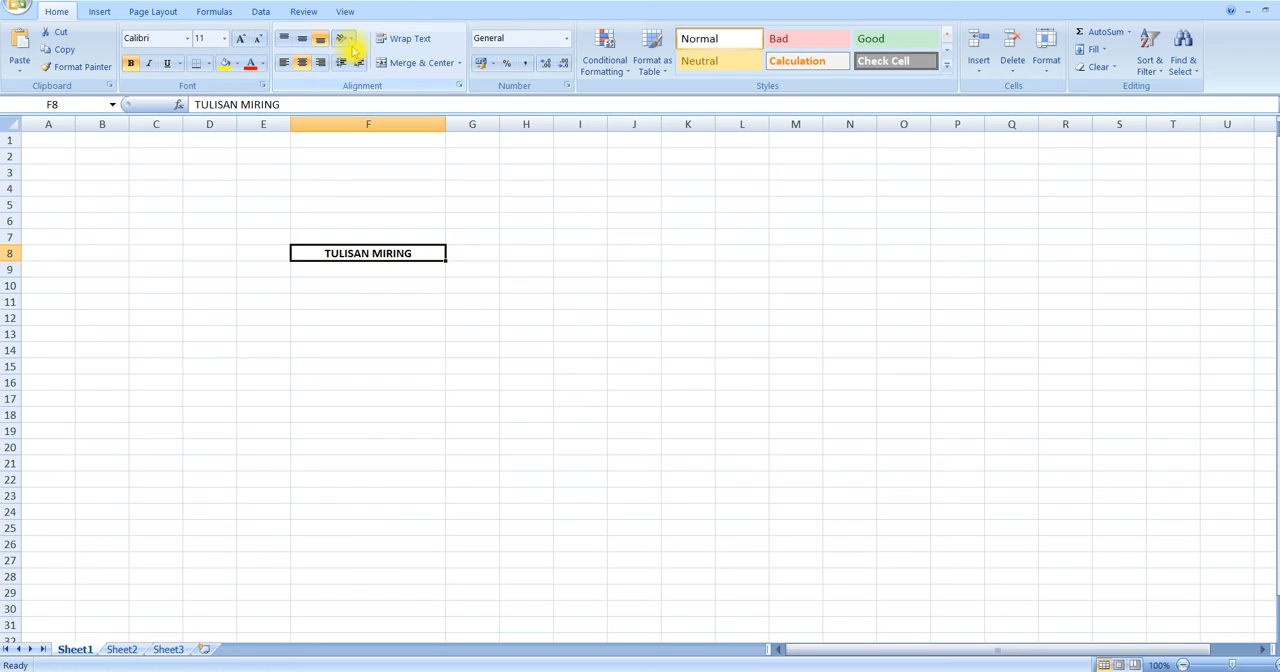 Home Insert Page Layout Formulas Data Review View
Cut
Copy
Format Painter
Paste
Clipboard
Calibri 11
B I U
Font
Wrap Text
Merge & Center
Alignment
General
%
Number
Conditional Formatting
Format as Table
Normal Bad Good
Neutral Calculation Check Cell
Styles
Insert Delete Format
Cells
Σ AutoSum
Fill
Clear
Sort & Filter
Find & Select
Editing
F8 fx TULISAN MIRING
A B C D E F G H I J K L M N O P Q R S T U
1
2
3
4
5
6
7
8 TULISAN MIRING
9
10
11
12
13
14
15
16
17
18
19
20
21
22
23
24
25
26
27
28
29
30
31
32
Sheet1 Sheet2 Sheet3
Ready 100%